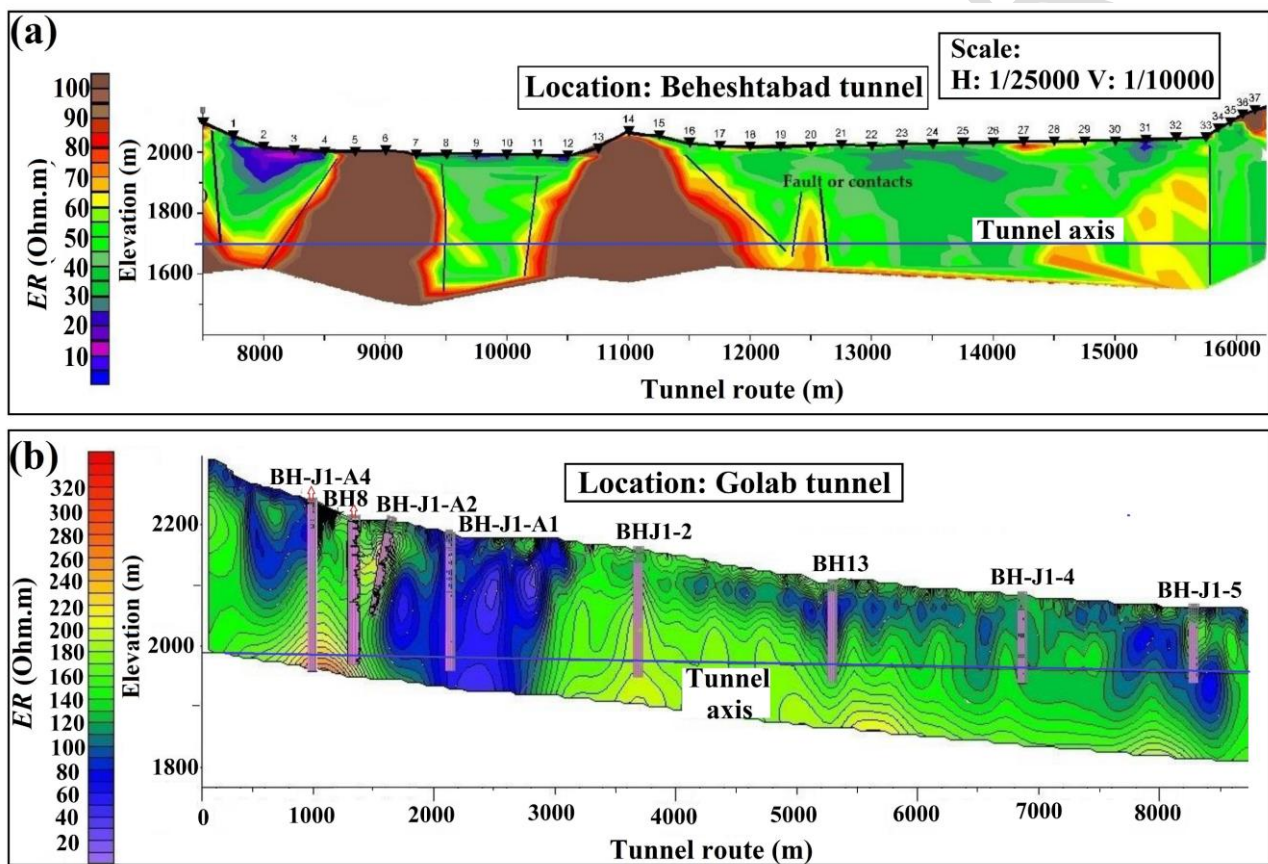 (a)
Scale:
H: 1/25000 V: 1/10000
Location: Beheshtabad tunnel
ER (Ohm.m)
100
90
80
70
60
50
40
30
20
10
Elevation (m)
2000
1800
1600
1 2 3 4 5 6 7 8 9 10 11 12 13 14 15 16 17 18 19 20 21 22 23 24 25 26 27 28 29 30 31 32 33 34 35 36 37
Fault or contacts
Tunnel axis
8000 9000 10000 11000 12000 13000 14000 15000 16000
Tunnel route (m)
(b)
Location: Golab tunnel
ER (Ohm.m)
320
300
260
240
220
200
180
160
140
120
100
80
60
40
20
Elevation (m)
2200
2000
1800
BH-J1-A4
BH8
BH-J1-A2
BH-J1-A1
BHJ1-2
BH13
BH-J1-4
BH-J1-5
Tunnel
axis
0 1000 2000 3000 4000 5000 6000 7000 8000
Tunnel route (m)